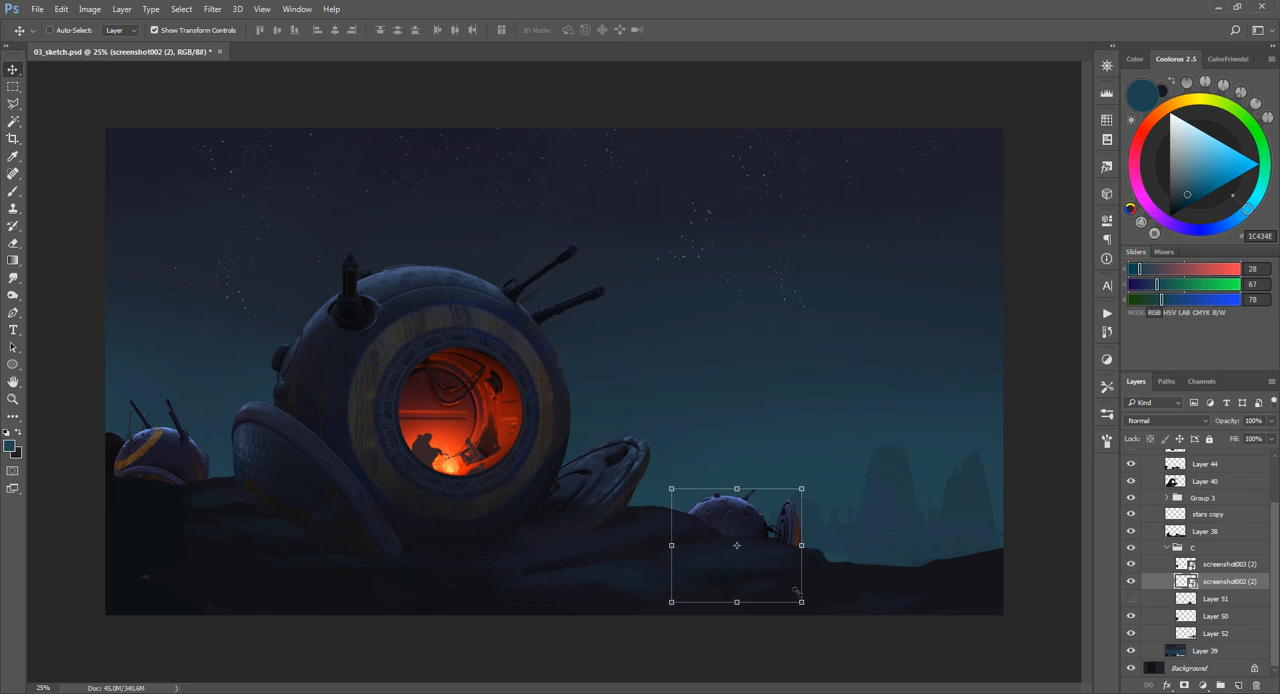 Ps File Edit Image Layer Type Select Filter 3D View Window Help
Auto-Select: Layer Show Transform Controls 3D Mode:
03_sketch.psd @ 25% (screenshot002 (2), RGB/8#) * ×
Color Coolorus 2.5 ColorFriends!
# 1C434E
Sliders Mixers
28
67
78
MODE: RGB HSV LAB CMYK B/W
Layers Paths Channels
Kind
Normal Opacity: 100%
Lock: Fill: 100%
Layer 44
Layer 40
Group 3
stars copy
Layer 38
C
screenshot003 (2)
screenshot002 (2)
Layer 51
Layer 50
Layer 52
Layer 39
Background
25% Doc: 45,0M/340,6M